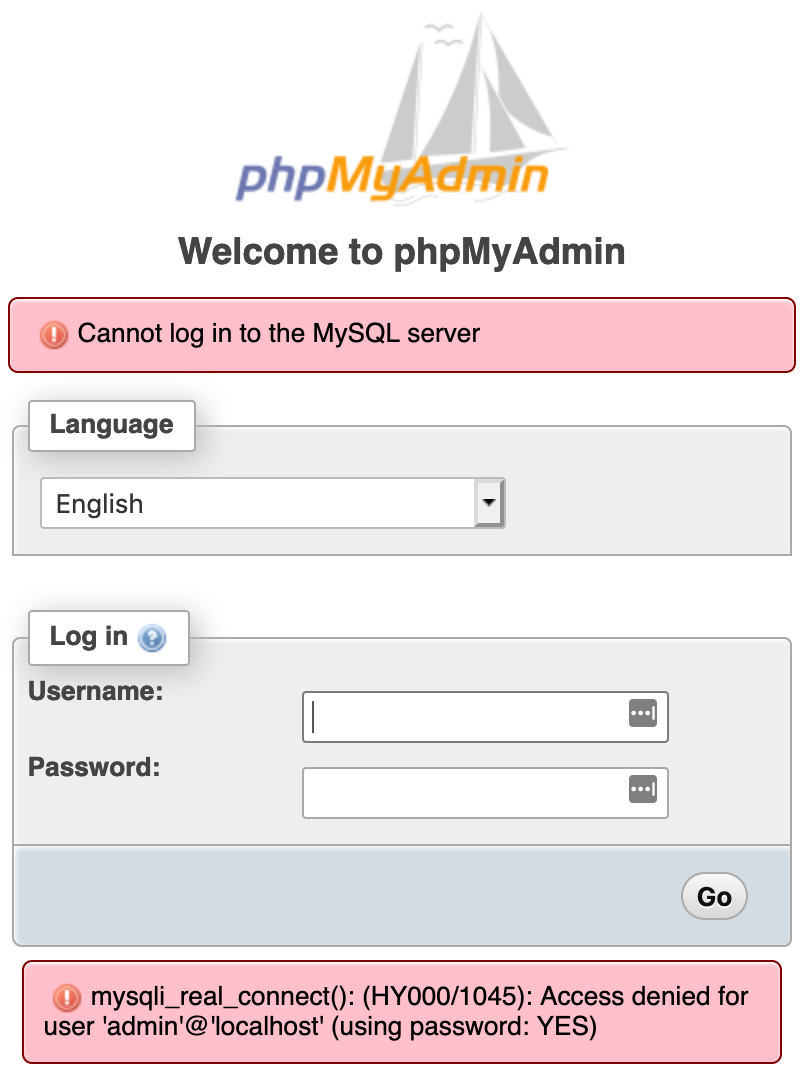 phpMyAdmin
Welcome to phpMyAdmin
Cannot log in to the MySQL server
Language
English
Log in
Username:
Password:
Go
mysqli_real_connect(): (HY000/1045): Access denied for
user 'admin'@'localhost' (using password: YES)